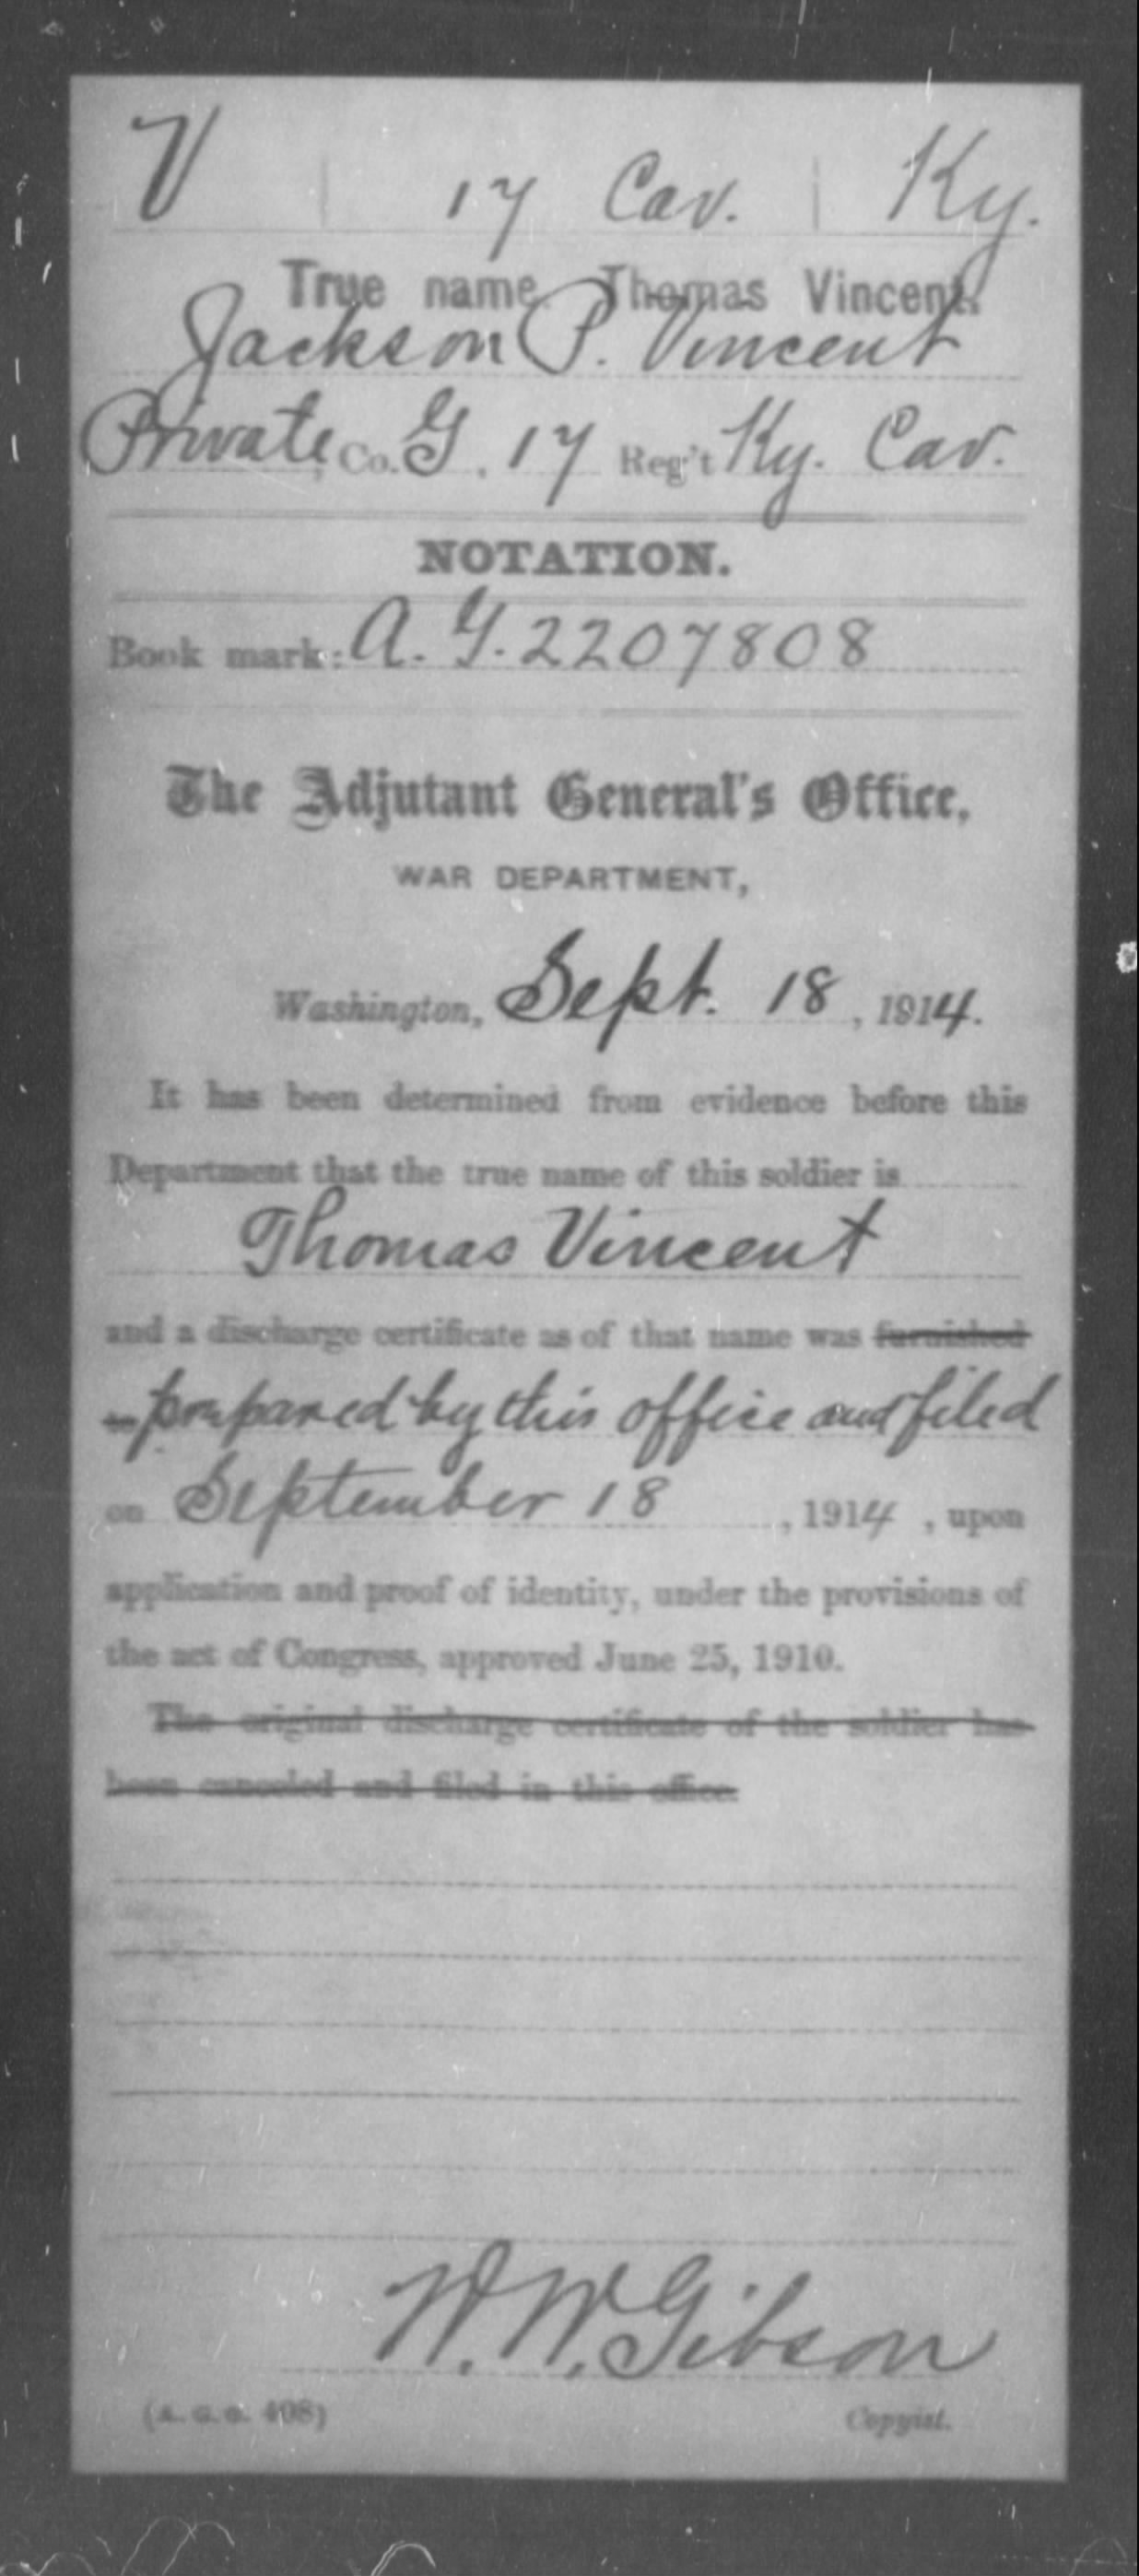 V 17 Cav. Ky.
True name Thomas Vincent.
Jackson P. Vincent
Private, Co. G, 17 Reg't Ky. Cav.
NOTATION.
Book mark: A. G. 2207808
The Adjutant General's Office,
WAR DEPARTMENT,
Washington, Sept. 18, 1914.
It has been determined from evidence before this
Department that the true name of this soldier is
Thomas Vincent
and a discharge certificate as of that name was furnished
prepared by this office and filed
on September 18, 1914, upon
application and proof of identity, under the provisions of
the act of Congress, approved June 25, 1910.
The original discharge certificate of the soldier has
been canceled and filed in this office.
W. W. Gibson
(A. G. O. 408) Copyist.